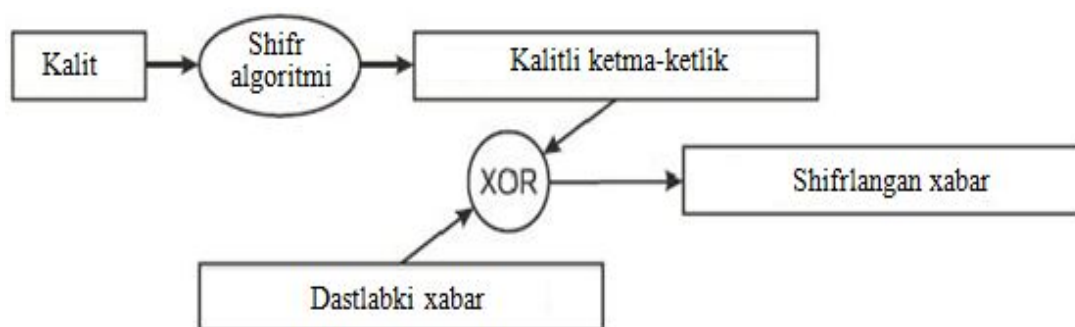 Kalit
Shifr
algoritmi
Kalitli ketma-ketlik
XOR
Shifrlangan xabar
Dastlabki xabar